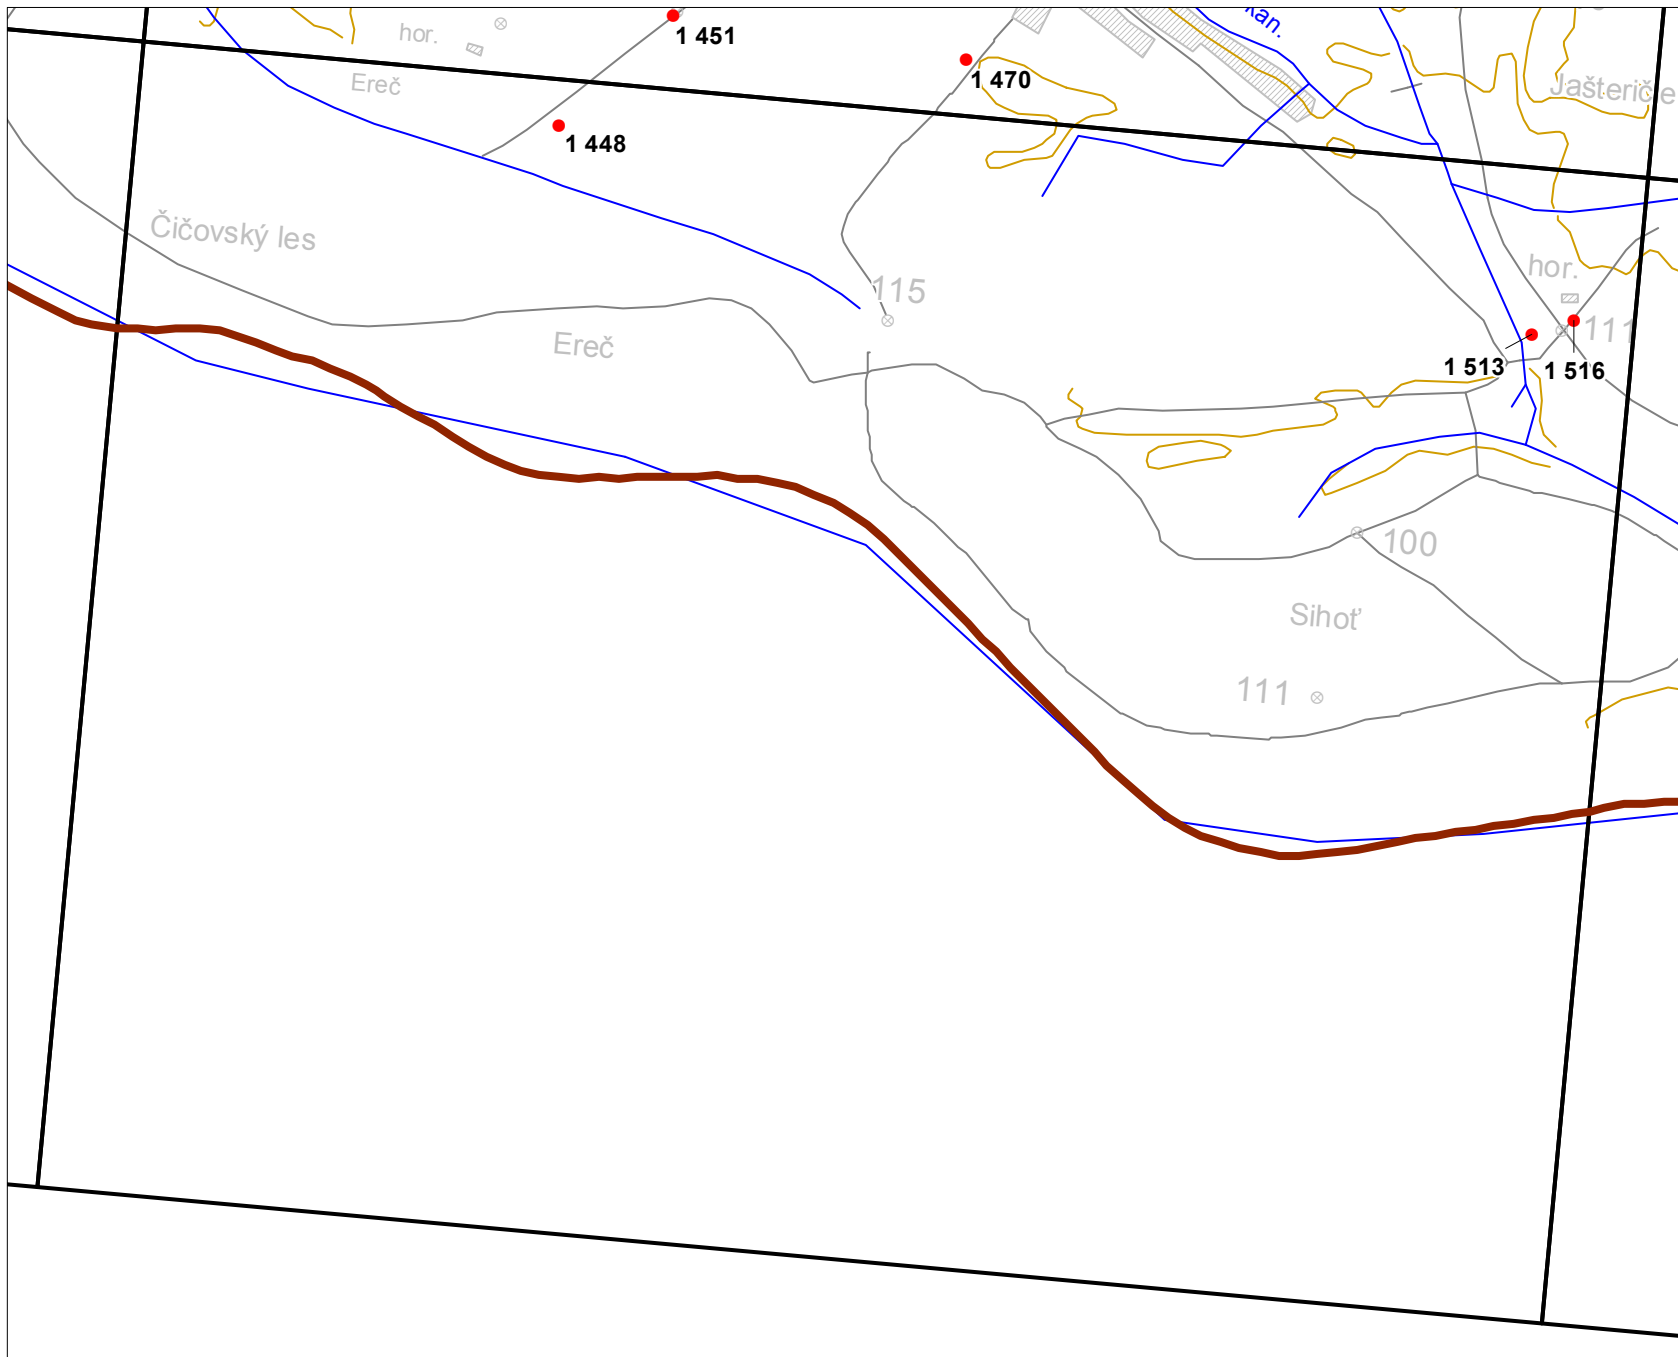 kan.
hor.
1 451
Ereč
1 470
Jašteričie
1 448
Čičovský les
hor.
115
111
Ereč
1 513
1 516
100
Sihoť
111